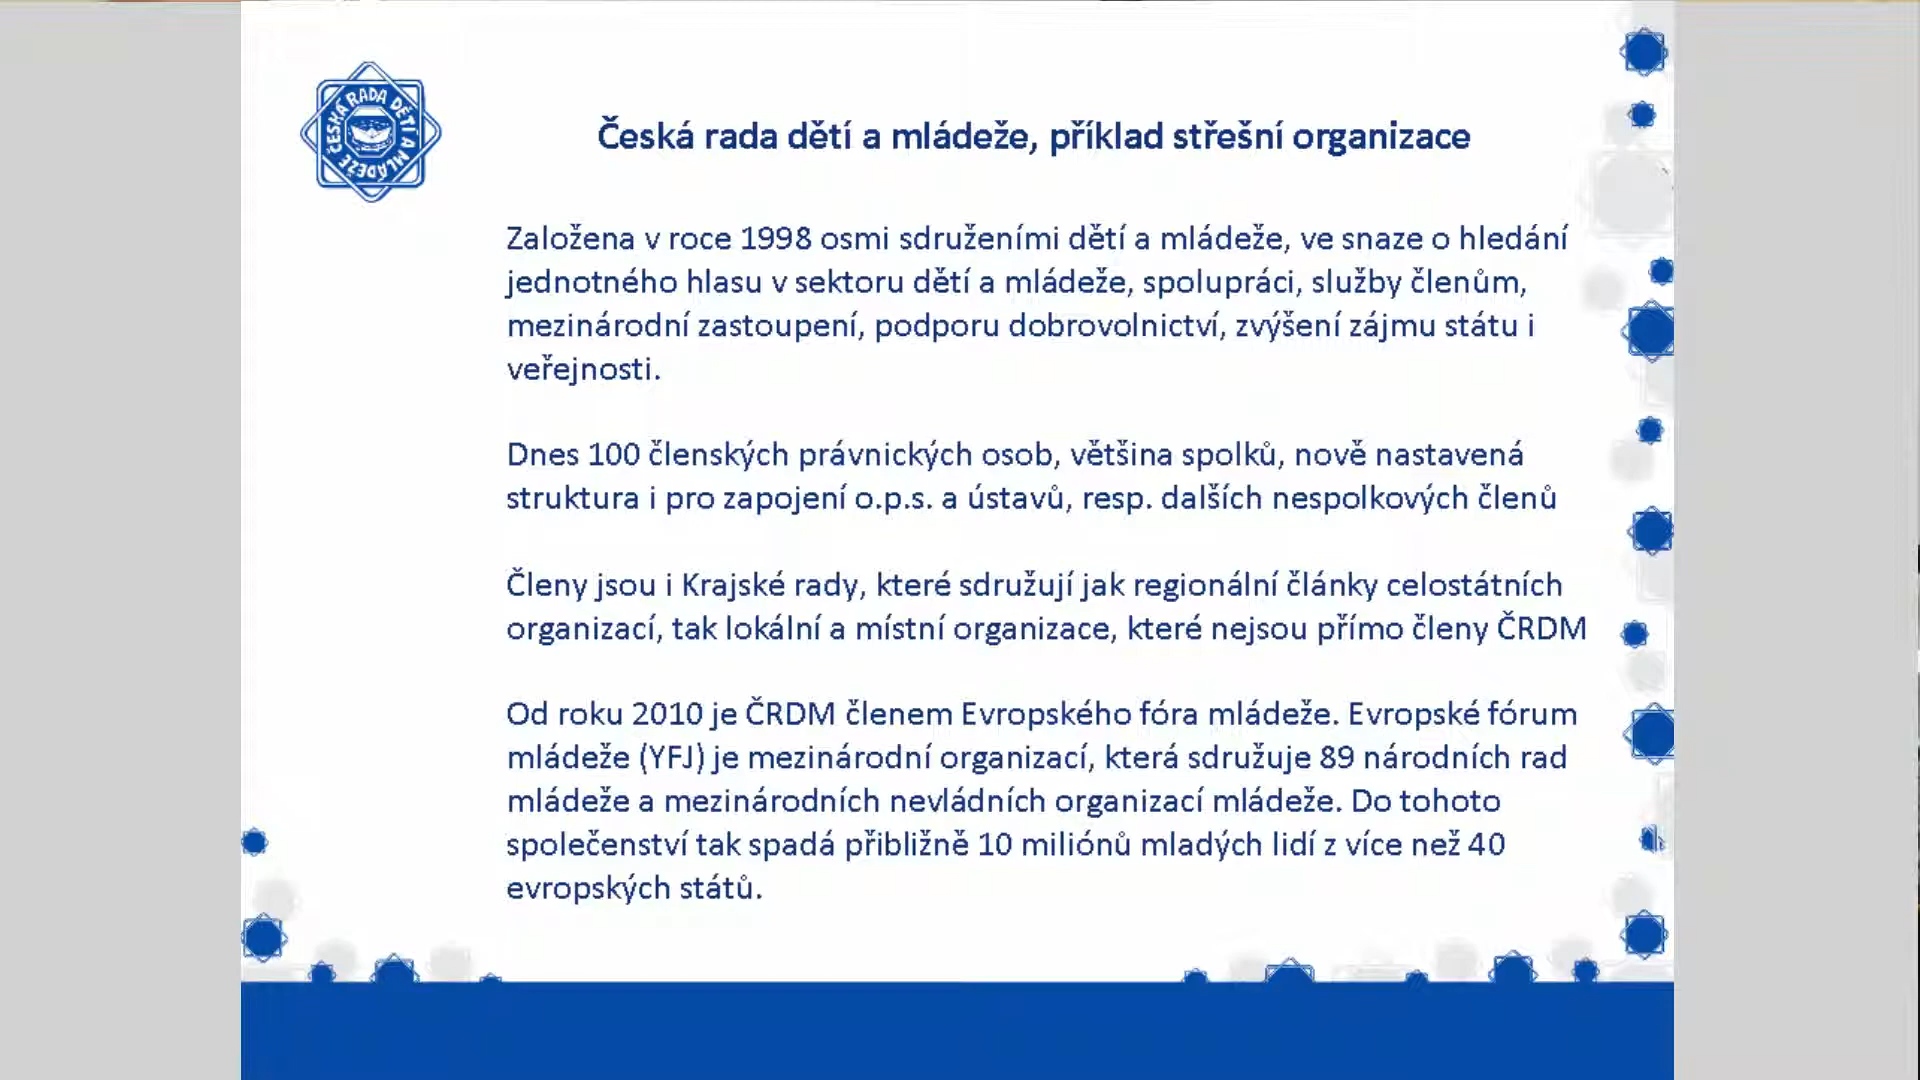 ČESKÁ RADA DĚTÍ A MLÁDEŽE
Česká rada dětí a mládeže, příklad střešní organizace
Založena v roce 1998 osmi sdruženími dětí a mládeže, ve snaze o hledání
jednotného hlasu v sektoru dětí a mládeže, spolupráci, služby členům,
mezinárodní zastoupení, podporu dobrovolnictví, zvýšení zájmu státu i
veřejnosti.
Dnes 100 členských právnických osob, většina spolků, nově nastavená
struktura i pro zapojení o.p.s. a ústavů, resp. dalších nespolkových členů
Členy jsou i Krajské rady, které sdružují jak regionální články celostátních
organizací, tak lokální a místní organizace, které nejsou přímo členy ČRDM
Od roku 2010 je ČRDM členem Evropského fóra mládeže. Evropské fórum
mládeže (YFJ) je mezinárodní organizací, která sdružuje 89 národních rad
mládeže a mezinárodních nevládních organizací mládeže. Do tohoto
společenství tak spadá přibližně 10 miliónů mladých lidí z více než 40
evropských států.